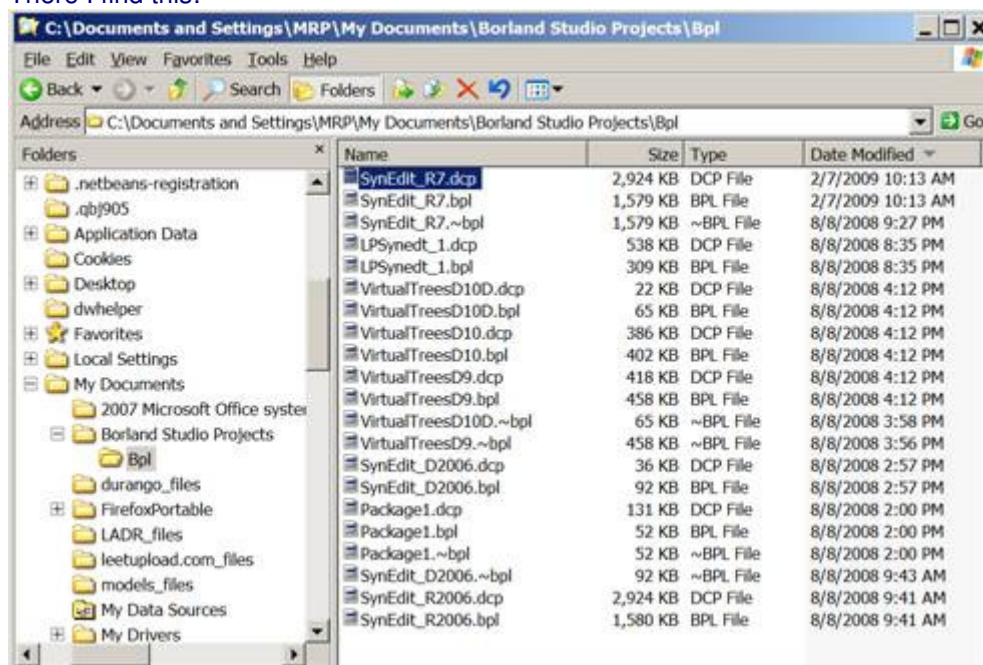 C:\Documents and Settings\MRP\My Documents\Borland Studio Projects\Bpl
File Edit View Favorites Tools Help
Back Search Folders
Address C:\Documents and Settings\MRP\My Documents\Borland Studio Projects\Bpl Go
Folders × Name Size Type Date Modified
.netbeans-registration SynEdit_R7.dcp 2,924 KB DCP File 2/7/2009 10:13 AM
.qbj905 SynEdit_R7.bpl 1,579 KB BPL File 2/7/2009 10:13 AM
Application Data SynEdit_R7.~bpl 1,579 KB ~BPL File 8/8/2008 9:27 PM
Cookies LPSynedt_1.dcp 538 KB DCP File 8/8/2008 8:35 PM
Desktop LPSynedt_1.bpl 309 KB BPL File 8/8/2008 8:35 PM
dwhelper VirtualTreesD10D.dcp 22 KB DCP File 8/8/2008 4:12 PM
Favorites VirtualTreesD10D.bpl 65 KB BPL File 8/8/2008 4:12 PM
Local Settings VirtualTreesD10.dcp 386 KB DCP File 8/8/2008 4:12 PM
My Documents VirtualTreesD10.bpl 402 KB BPL File 8/8/2008 4:12 PM
2007 Microsoft Office syster VirtualTreesD9.dcp 418 KB DCP File 8/8/2008 4:12 PM
Borland Studio Projects VirtualTreesD9.bpl 458 KB BPL File 8/8/2008 4:12 PM
Bpl VirtualTreesD10D.~bpl 65 KB ~BPL File 8/8/2008 3:58 PM
durango_files VirtualTreesD9.~bpl 458 KB ~BPL File 8/8/2008 3:56 PM
FirefoxPortable SynEdit_D2006.dcp 36 KB DCP File 8/8/2008 2:57 PM
LADR_files SynEdit_D2006.bpl 92 KB BPL File 8/8/2008 2:57 PM
leetupload.com_files Package1.dcp 131 KB DCP File 8/8/2008 2:00 PM
models_files Package1.bpl 52 KB BPL File 8/8/2008 2:00 PM
My Data Sources Package1.~bpl 52 KB ~BPL File 8/8/2008 2:00 PM
My Drivers SynEdit_D2006.~bpl 92 KB ~BPL File 8/8/2008 9:43 AM
SynEdit_R2006.dcp 2,924 KB DCP File 8/8/2008 9:41 AM
SynEdit_R2006.bpl 1,580 KB BPL File 8/8/2008 9:41 AM